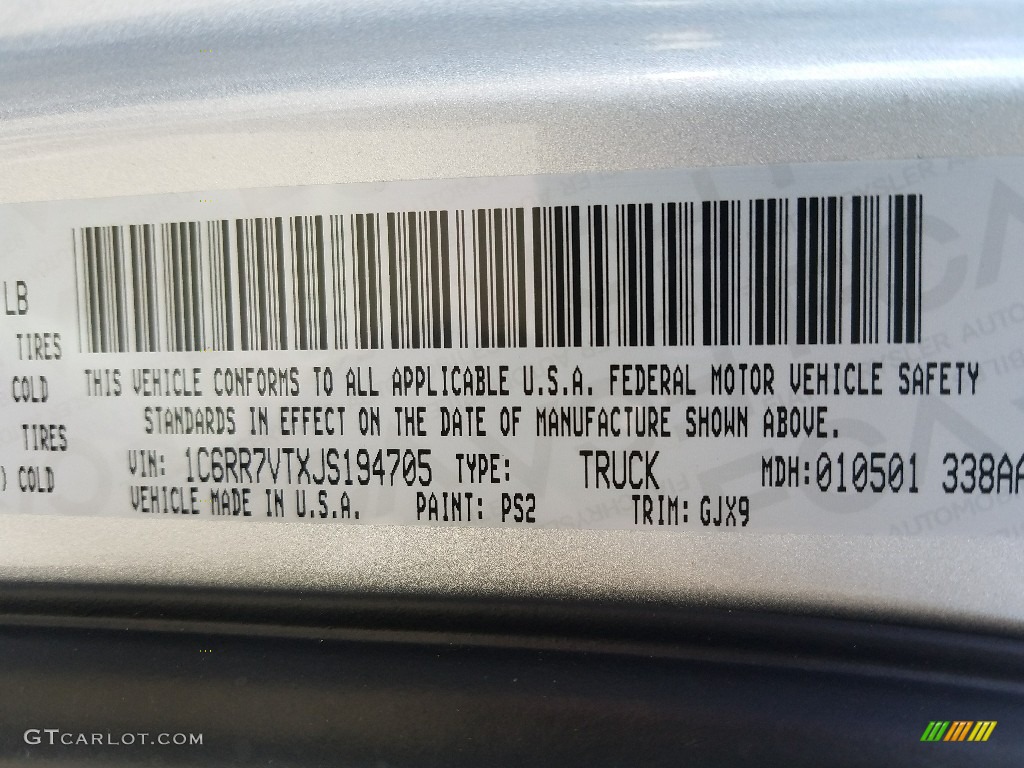 LB
TIRES
COLD
TIRES
) COLD
THIS VEHICLE CONFORMS TO ALL APPLICABLE U.S.A. FEDERAL MOTOR VEHICLE SAFETY
STANDARDS IN EFFECT ON THE DATE OF MANUFACTURE SHOWN ABOVE.
VIN: 1C6RR7VTXJS194705 TYPE: TRUCK MDH: 010501 338AA
VEHICLE MADE IN U.S.A. PAINT: PS2 TRIM: GJX9
GTCARLOT.COM